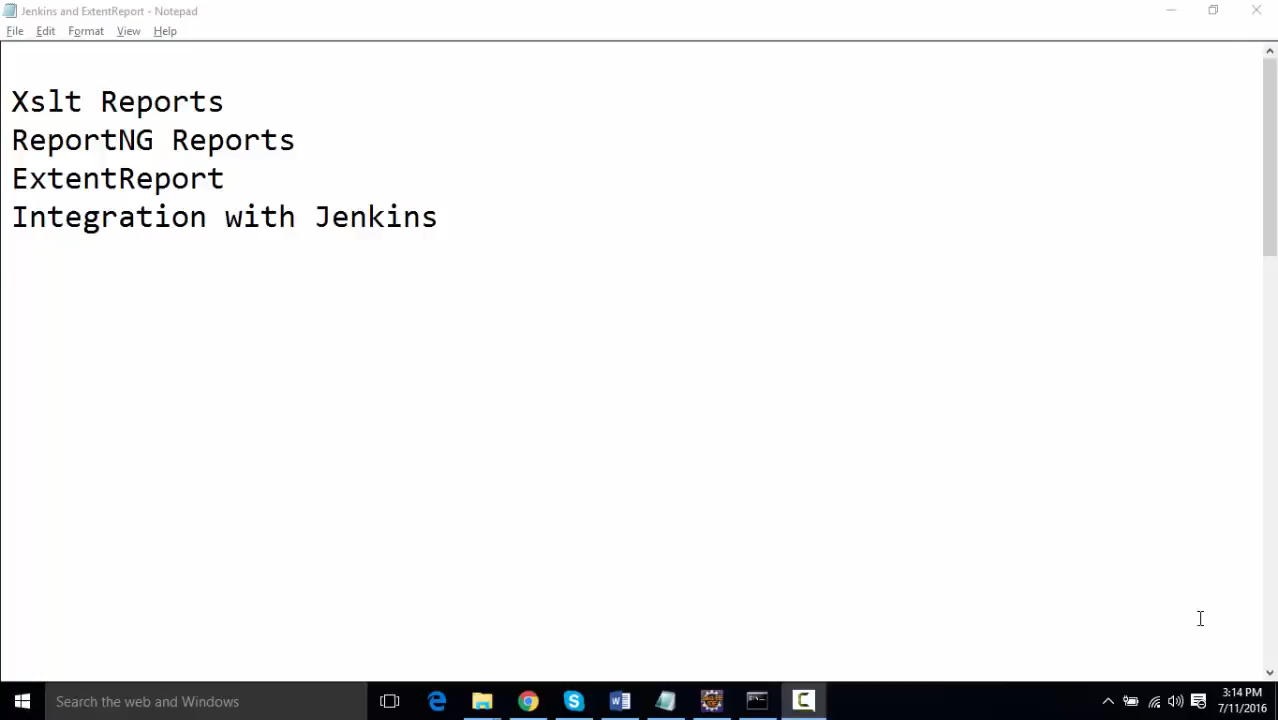 Jenkins and ExtentReport - Notepad
File Edit Format View Help
Xslt Reports
ReportNG Reports
ExtentReport
Integration with Jenkins
Search the web and Windows
3:14 PM
7/11/2016